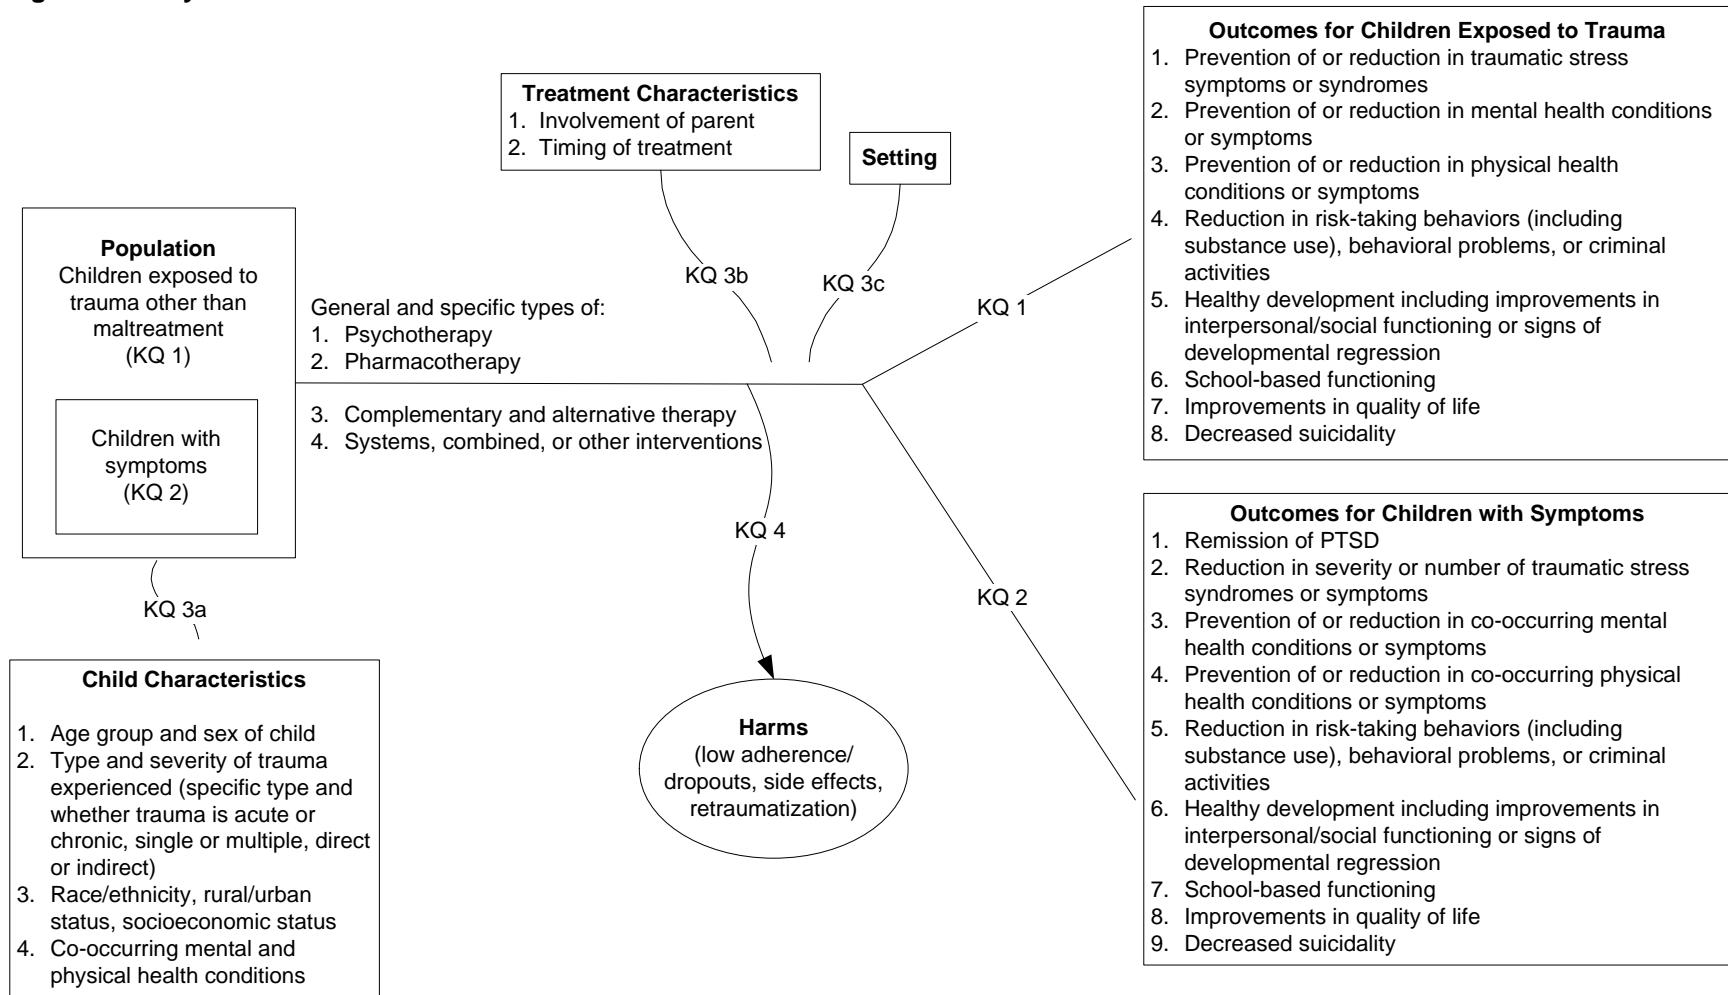 Treatment Characteristics
1. Involvement of parent
2. Timing of treatment
Setting
Population
Children exposed to
trauma other than
maltreatment
(KQ 1)
Children with
symptoms
(KQ 2)
KQ 3a
Child Characteristics
1. Age group and sex of child
2. Type and severity of trauma
experienced (specific type and
whether trauma is acute or
chronic, single or multiple, direct
or indirect)
3. Race/ethnicity, rural/urban
status, socioeconomic status
4. Co-occurring mental and
physical health conditions
General and specific types of:
1. Psychotherapy
2. Pharmacotherapy
3. Complementary and alternative therapy
4. Systems, combined, or other interventions
KQ 3b
KQ 3c
KQ 4
Harms
(low adherence/
dropouts, side effects,
retraumatization)
KQ 1
KQ 2
Outcomes for Children Exposed to Trauma
1. Prevention of or reduction in traumatic stress
symptoms or syndromes
2. Prevention of or reduction in mental health conditions
or symptoms
3. Prevention of or reduction in physical health
conditions or symptoms
4. Reduction in risk-taking behaviors (including
substance use), behavioral problems, or criminal
activities
5. Healthy development including improvements in
interpersonal/social functioning or signs of
developmental regression
6. School-based functioning
7. Improvements in quality of life
8. Decreased suicidality
Outcomes for Children with Symptoms
1. Remission of PTSD
2. Reduction in severity or number of traumatic stress
syndromes or symptoms
3. Prevention of or reduction in co-occurring mental
health conditions or symptoms
4. Prevention of or reduction in co-occurring physical
health conditions or symptoms
5. Reduction in risk-taking behaviors (including
substance use), behavioral problems, or criminal
activities
6. Healthy development including improvements in
interpersonal/social functioning or signs of
developmental regression
7. School-based functioning
8. Improvements in quality of life
9. Decreased suicidality